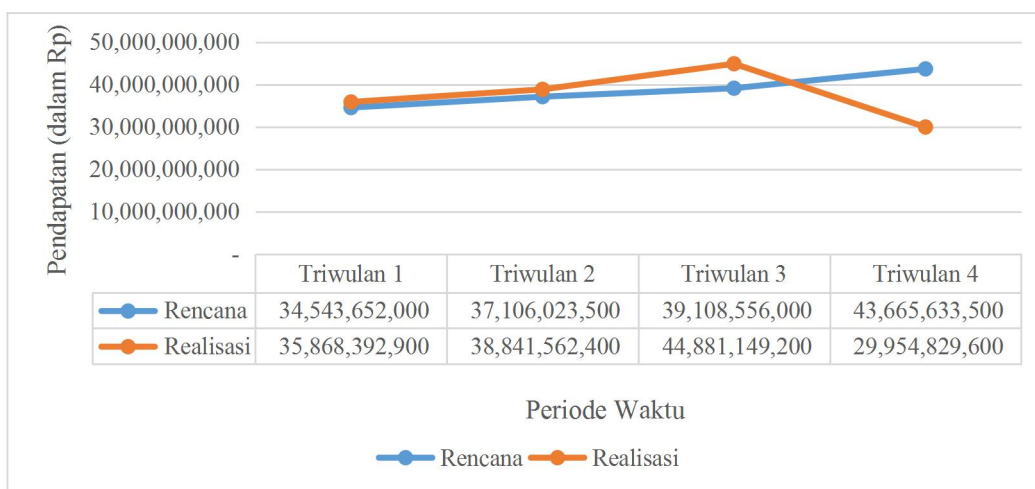 Pendapatan (dalam Rp)
50,000,000,000
40,000,000,000
30,000,000,000
20,000,000,000
10,000,000,000
-
Triwulan 1 Triwulan 2 Triwulan 3 Triwulan 4
Rencana 34,543,652,000 37,106,023,500 39,108,556,000 43,665,633,500
Realisasi 35,868,392,900 38,841,562,400 44,881,149,200 29,954,829,600
Periode Waktu
Rencana Realisasi